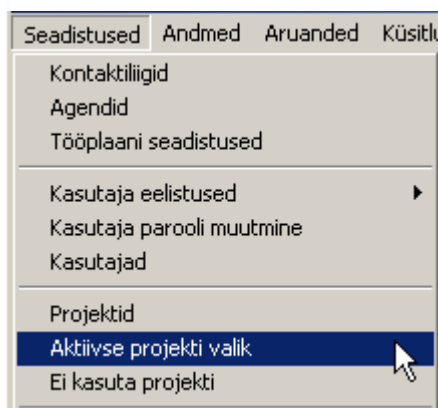 Seadistused Andmed Aruanded
Kontaktiliigid
Agendid
Tööplaani seadistused
Kasutaja eelistused
Kasutaja parooli muutmine
Kasutajad
Projektid
Aktiivse projekti valik
Ei kasuta projekti